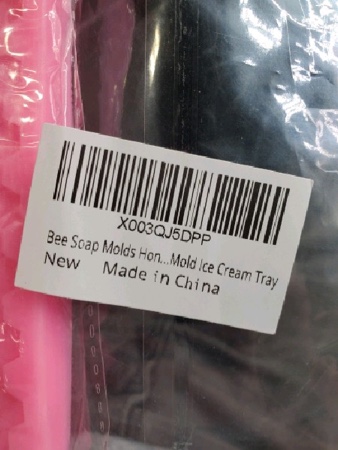 X003QJ5DPP
Bee Soap Molds Hon...Mold Ice Cream Tray
New Made in China